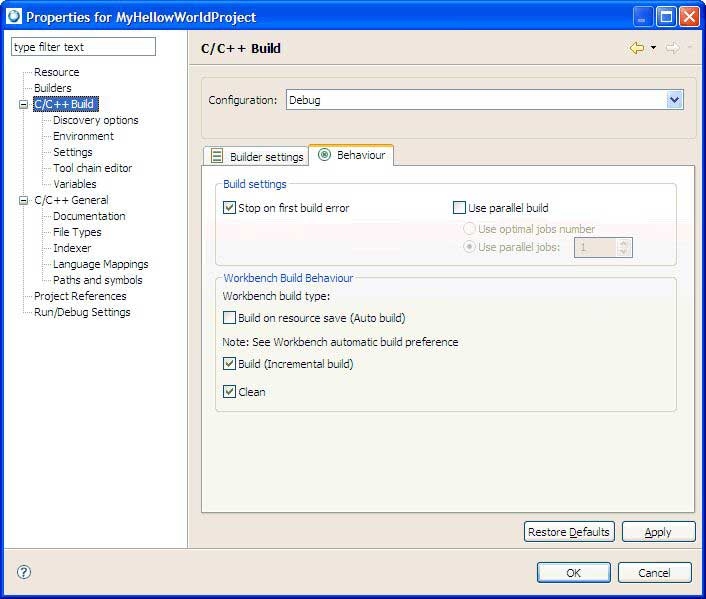 Properties for MyHellowWorldProject
type filter text
Resource
Builders
C/C++ Build
Discovery options
Environment
Settings
Tool chain editor
Variables
C/C++ General
Documentation
File Types
Indexer
Language Mappings
Paths and symbols
Project References
Run/Debug Settings
C/C++ Build
Configuration: Debug
Builder settings Behaviour
Build settings
Stop on first build error Use parallel build
Use optimal jobs number
Use parallel jobs: 1
Workbench Build Behaviour
Workbench build type:
Build on resource save (Auto build)
Note: See Workbench automatic build preference
Build (Incremental build)
Clean
Restore Defaults Apply
? OK Cancel